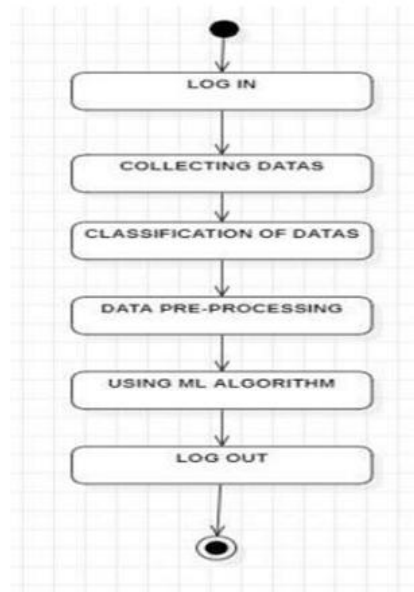 LOG IN
COLLECTING DATAS
CLASSIFICATION OF DATAS
DATA PRE-PROCESSING
USING ML ALGORITHM
LOG OUT